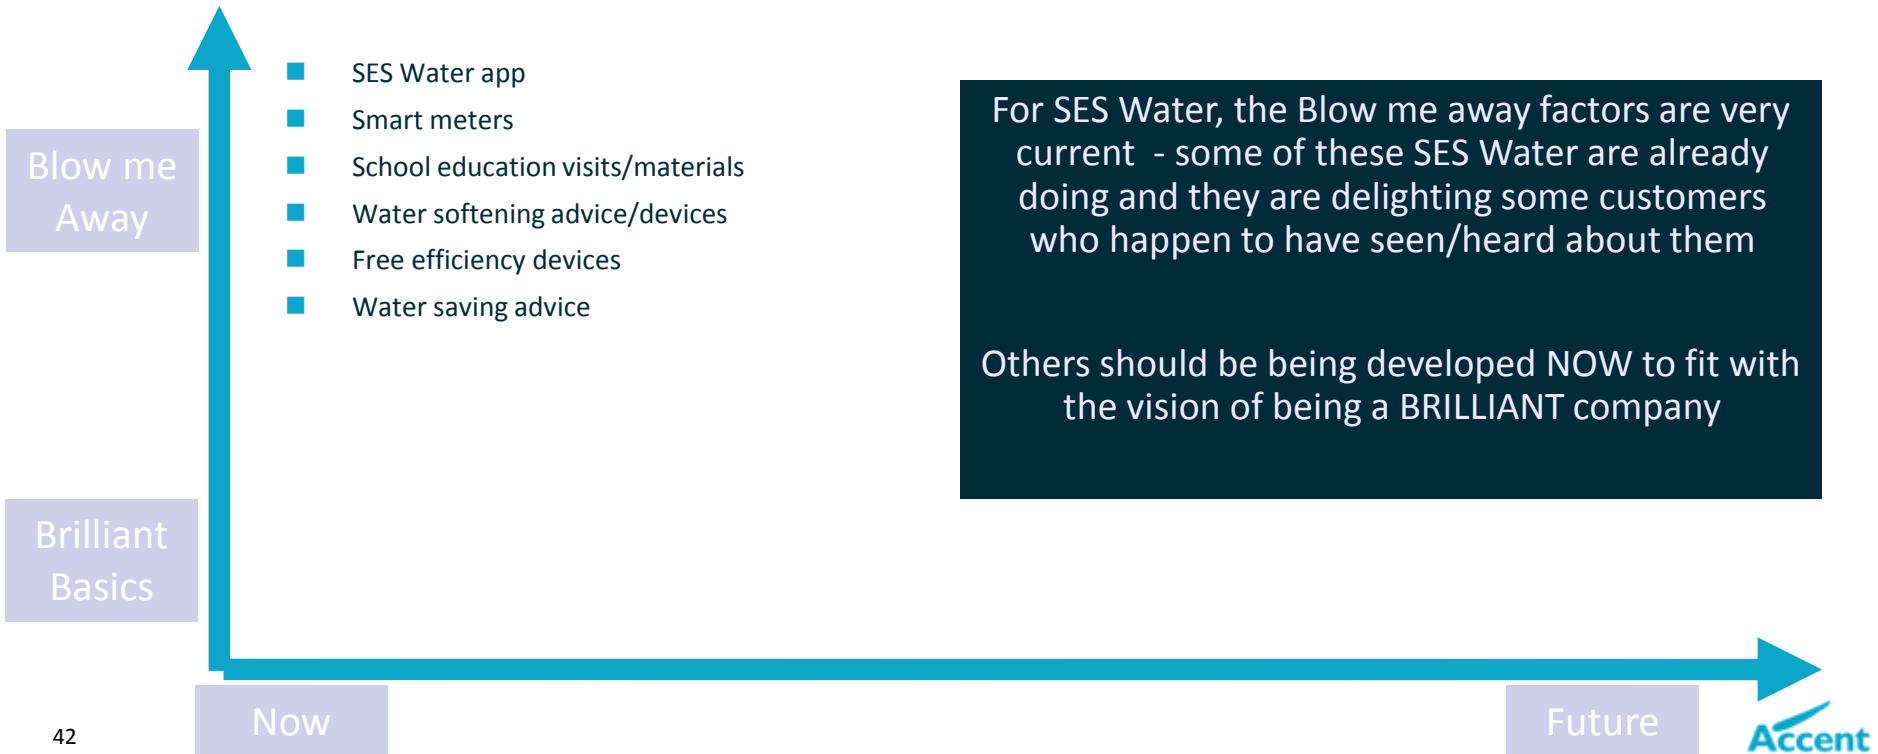 SES Water app
Smart meters
School education visits/materials
Water softening advice/devices
Free efficiency devices
Water saving advice
Blow me
Away
For SES Water, the Blow me away factors are very
current - some of these SES Water are already
doing and they are delighting some customers
who happen to have seen/heard about them
Others should be being developed NOW to fit with
the vision of being a BRILLIANT company
Brilliant
Basics
Now
Future
42
Accent